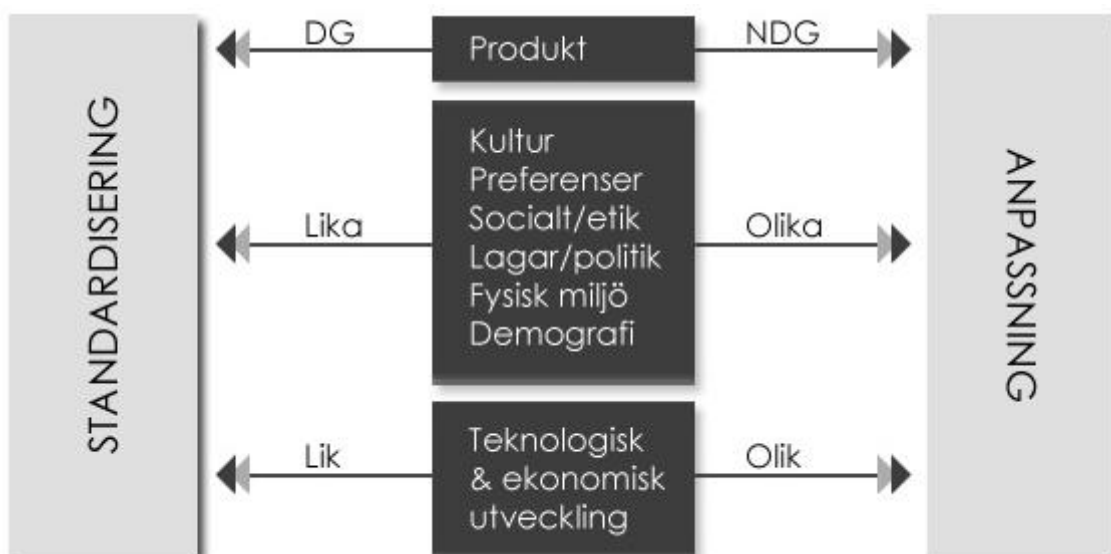 STANDARDISERING
DG
Produkt
NDG
Kultur
Preferenser
Socialt/etik
Lagar/politik
Fysisk miljö
Demografi
Lika
Olika
Teknologisk
& ekonomisk
utveckling
Lik
Olik
ANPASSNING